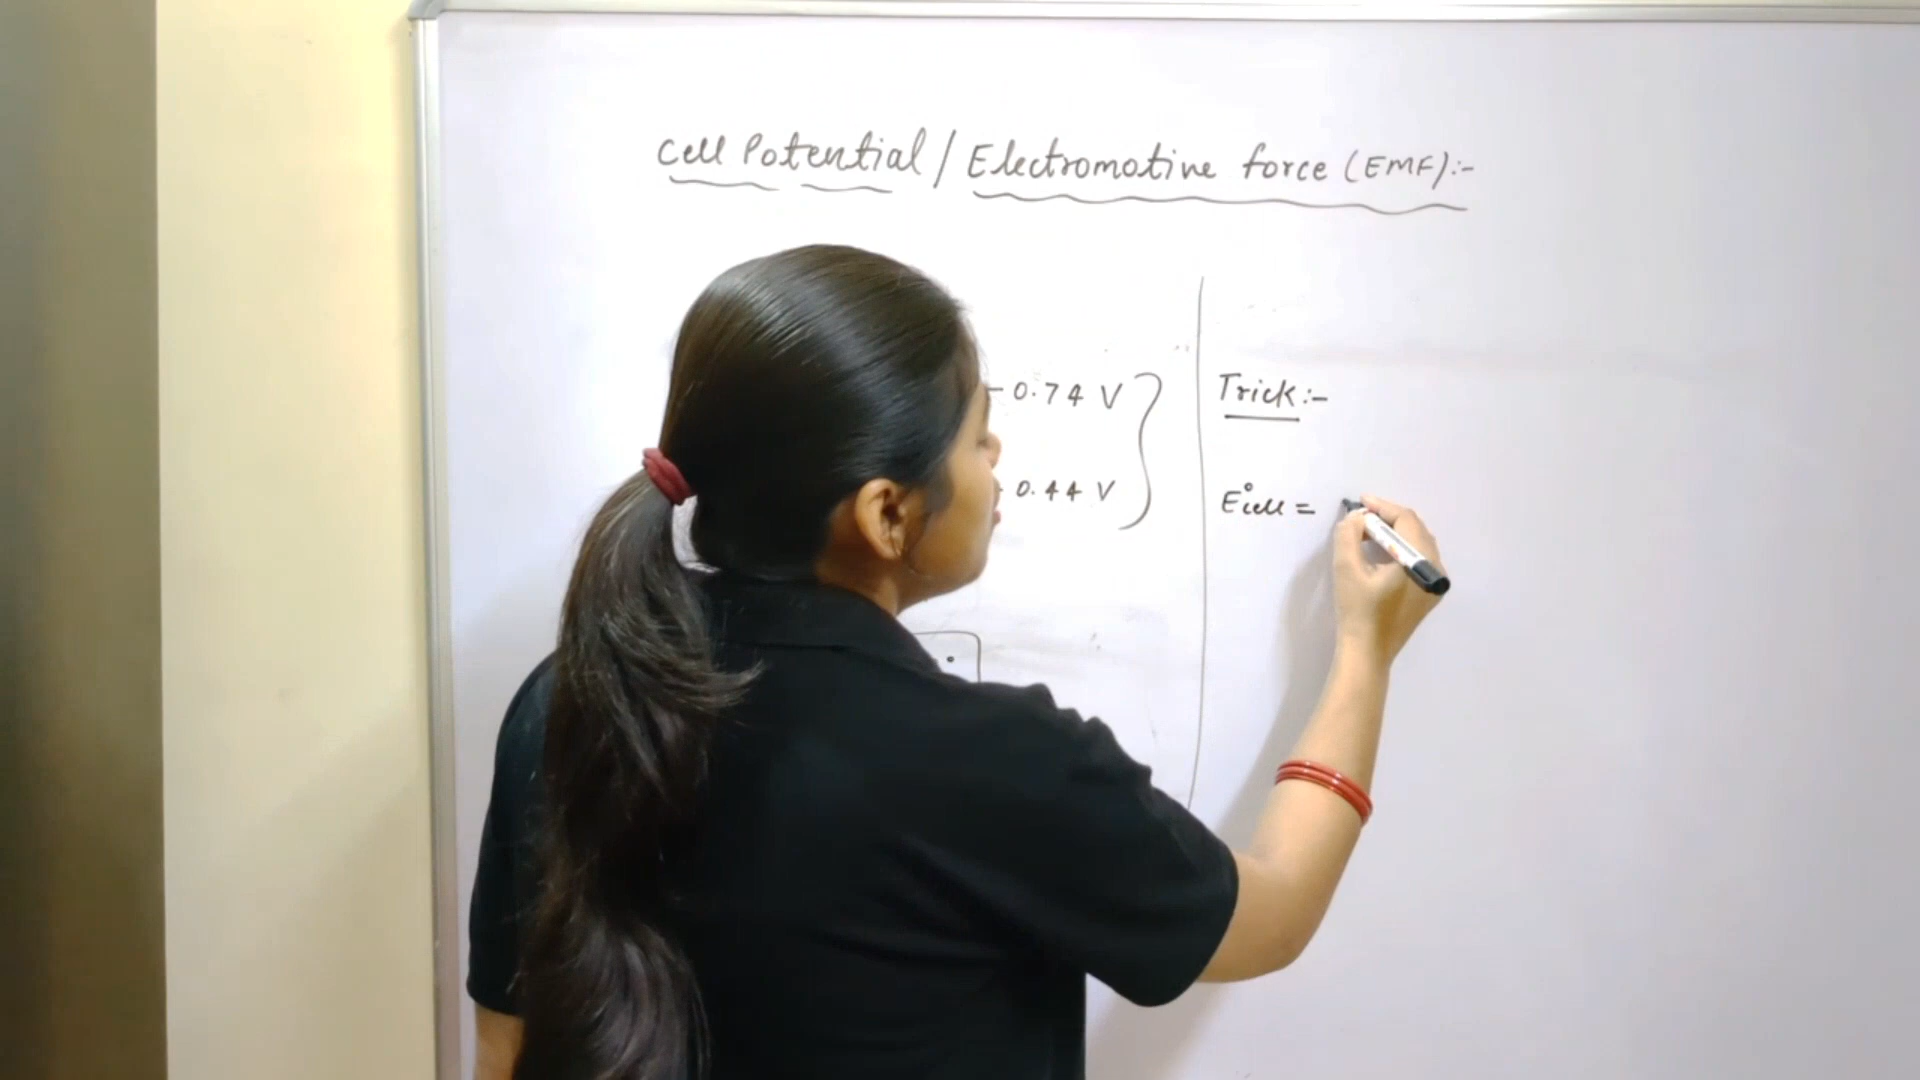 Cell Potential / Electromotive force (EMF):-
- 0.74 V
0.44 V
Trick:-
E°cell =